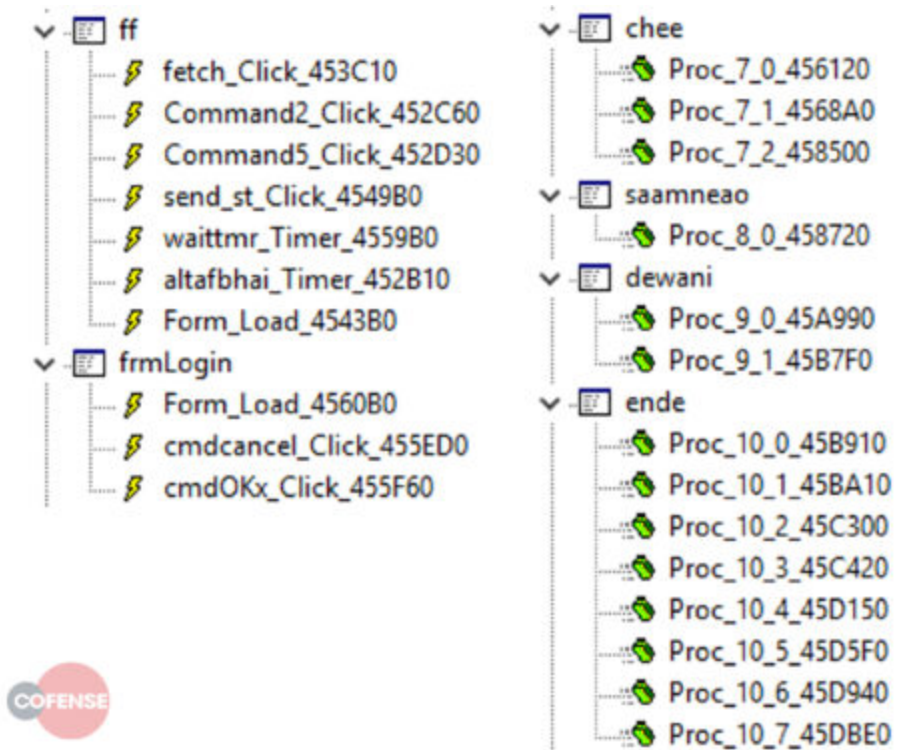 ff
fetch_Click_453C10
Command2_Click_452C60
Command5_Click_452D30
send_st_Click_4549B0
waittmr_Timer_4559B0
altafbhai_Timer_452B10
Form_Load_4543B0
frmLogin
Form_Load_4560B0
cmdcancel_Click_455ED0
cmdOKx_Click_455F60
chee
Proc_7_0_456120
Proc_7_1_4568A0
Proc_7_2_458500
saamneao
Proc_8_0_458720
dewani
Proc_9_0_45A990
Proc_9_1_45B7F0
ende
Proc_10_0_45B910
Proc_10_1_45BA10
Proc_10_2_45C300
Proc_10_3_45C420
Proc_10_4_45D150
Proc_10_5_45D5F0
Proc_10_6_45D940
Proc_10_7_45DBE0
COFENSE